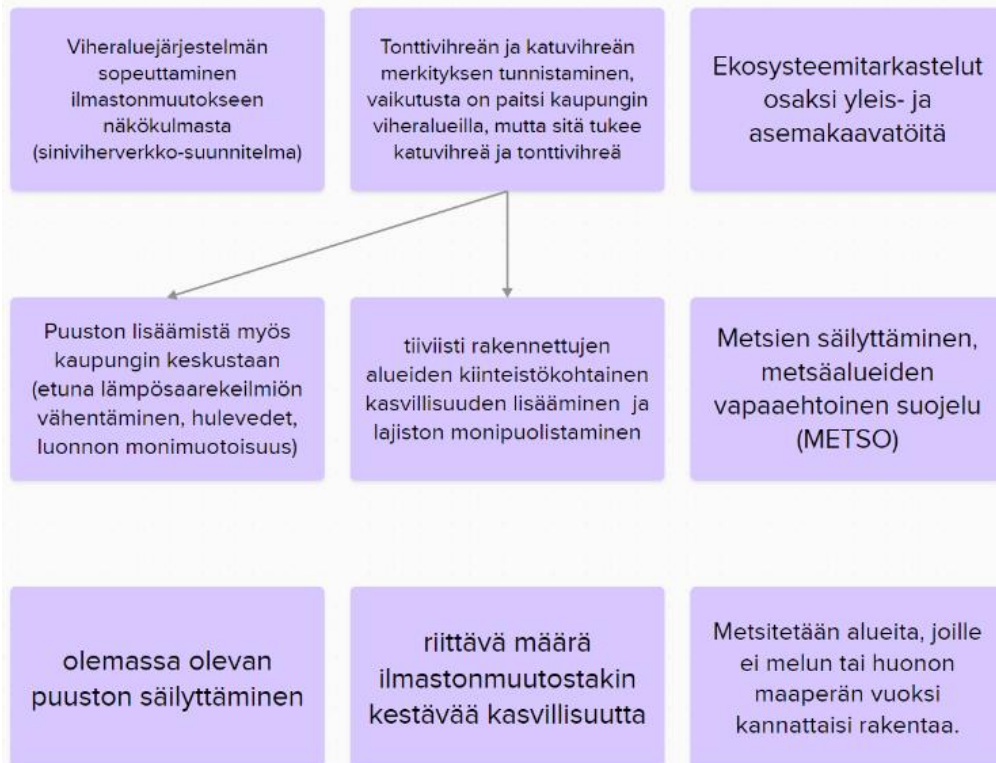 Viheraluejärjestelmän
sopeuttaminen
ilmastonmuutokseen
näkökulmasta
(siniviherverkko-suunnitelma)
Tonttivihreän ja katuvihreän
merkityksen tunnistaminen,
vaikutusta on paitsi kaupungin
viheralueilla, mutta sitä tukee
katuvihreä ja tonttivihreä
Ekosysteemitarkastelut
osaksi yleis- ja
asemakaavatöitä
Puuston lisäämistä myös
kaupungin keskustaan
(etuna lämpösaarekeilmiön
vähentäminen, hulevedet,
luonnon monimuotoisuus)
tiiviisti rakennettujen
alueiden kiinteistökohtainen
kasvillisuuden lisääminen ja
lajiston monipuolistaminen
Metsien säilyttäminen,
metsäalueiden
vapaaehtoinen suojelu
(METSO)
olemassa olevan
puuston säilyttäminen
riittävä määrä
ilmastonmuutostakin
kestävää kasvillisuutta
Metsitetään alueita, joille
ei melun tai huonon
maaperän vuoksi
kannattaisi rakentaa.